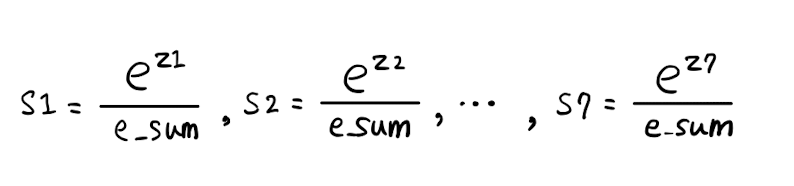 S1 = e^z1 / e_sum , S2 = e^z2 / e_sum , ... , S7 = e^z7 / e_sum